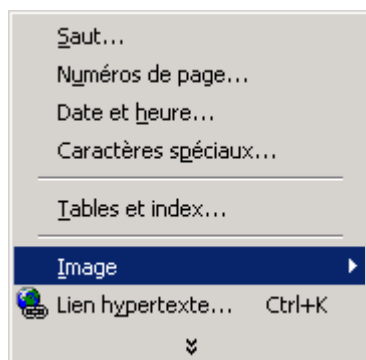 Saut...
Numéros de page...
Date et heure...
Caractères spéciaux...
Tables et index...
Image
Lien hypertexte... Ctrl+K